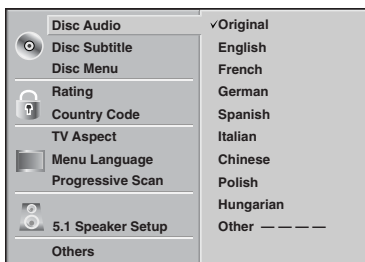 Disc Audio
Disc Subtitle
Disc Menu
Rating
Country Code
TV Aspect
Menu Language
Progressive Scan
5.1 Speaker Setup
Others
✓Original
English
French
German
Spanish
Italian
Chinese
Polish
Hungarian
Other — — — —